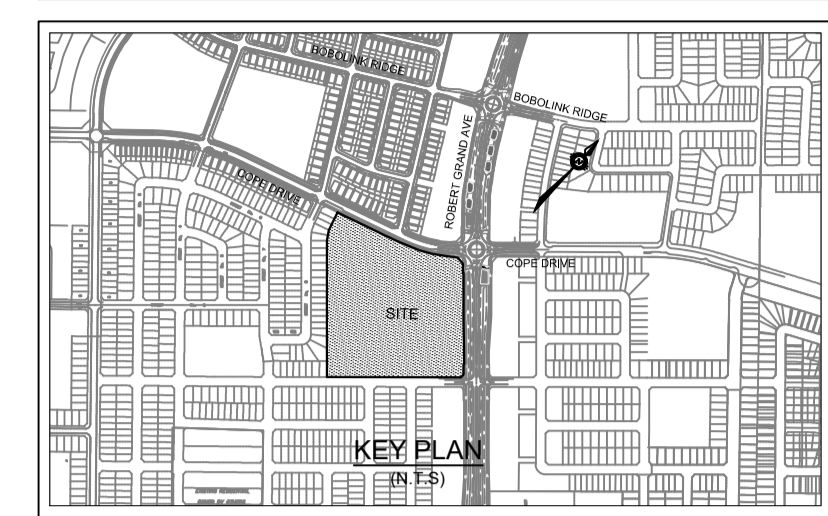 BOBOLINK RIDGE
BOBOLINK RIDGE
ROBERT GRAND AVE
COPE DRIVE
COPE DRIVE
SITE
KEY PLAN
(N.T.S)